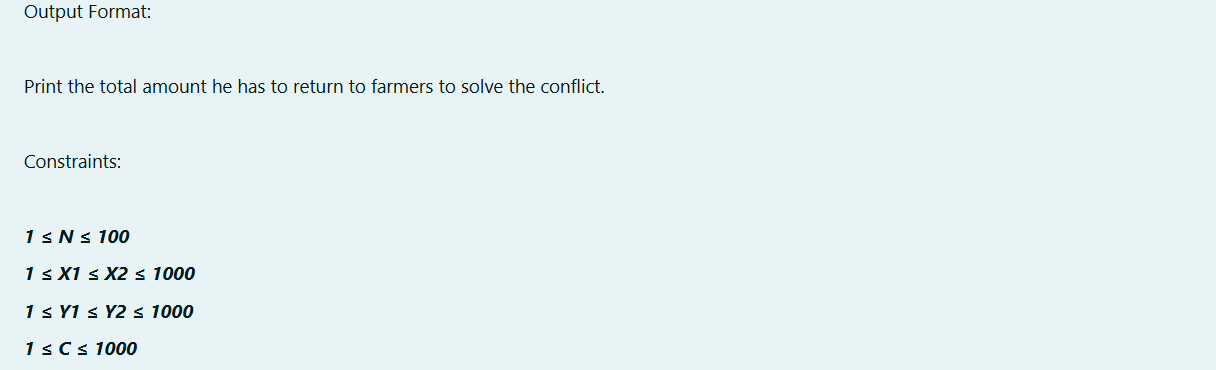 Output Format:
Print the total amount he has to return to farmers to solve the conflict.
Constraints:
1 ≤ N ≤ 100
1 ≤ X1 ≤ X2 ≤ 1000
1 ≤ Y1 ≤ Y2 ≤ 1000
1 ≤ C ≤ 1000